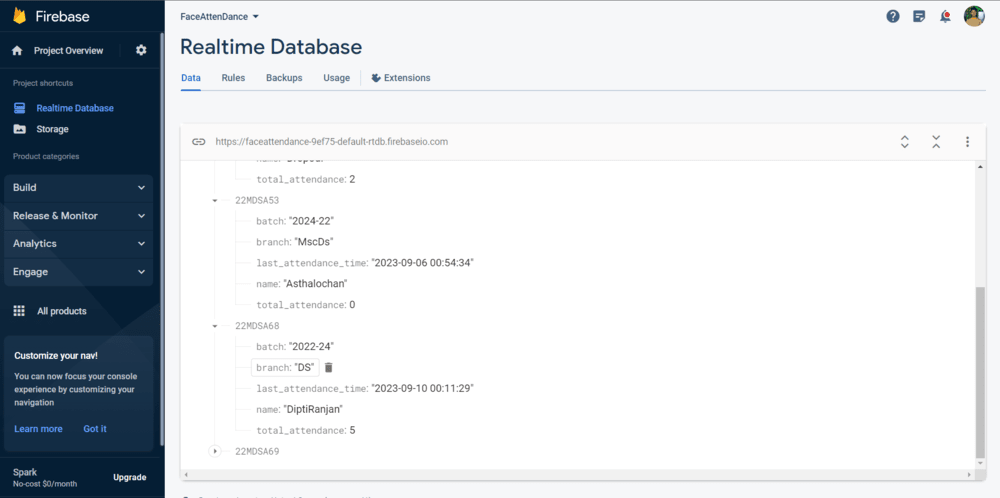 Firebase
FaceAttenDance
Project Overview
Realtime Database
Project shortcuts
Realtime Database
Storage
Product categories
Build
Release & Monitor
Analytics
Engage
All products
Customize your nav!
You can now focus your console
experience by customizing your
navigation
Learn more Got it
Spark
No-cost $0/month
Upgrade
Data Rules Backups Usage Extensions
https://faceattendance-9ef75-default-rtdb.firebaseio.com
total_attendance: 2
22MDSA53
batch: "2024-22"
branch: "MscDs"
last_attendance_time: "2023-09-06 00:54:34"
name: "Asthalochan"
total_attendance: 0
22MDSA68
batch: "2022-24"
branch: "DS"
last_attendance_time: "2023-09-10 00:11:29"
name: "DiptiRanjan"
total_attendance: 5
22MDSA69